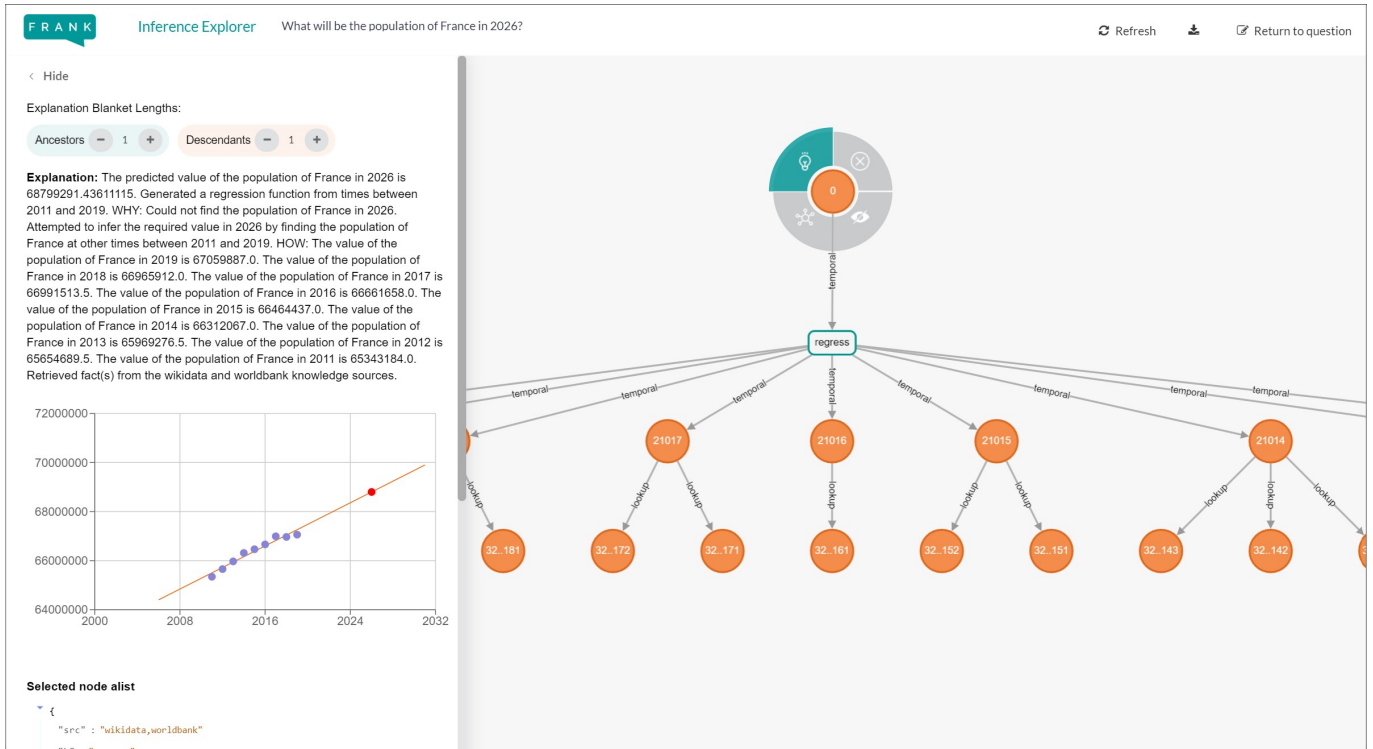 FRANK
Inference Explorer
What will be the population of France in 2026?
Refresh
Return to question
< Hide
Explanation Blanket Lengths:
Ancestors − 1 + Descendants − 1 +
Explanation: The predicted value of the population of France in 2026 is
68799291.43611115. Generated a regression function from times between
2011 and 2019. WHY: Could not find the population of France in 2026.
Attempted to infer the required value in 2026 by finding the population of
France at other times between 2011 and 2019. HOW: The value of the
population of France in 2019 is 67059887.0. The value of the population of
France in 2018 is 66965912.0. The value of the population of France in 2017 is
66991513.5. The value of the population of France in 2016 is 66661658.0. The
value of the population of France in 2015 is 66464437.0. The value of the
population of France in 2014 is 66312067.0. The value of the population of
France in 2013 is 65969276.5. The value of the population of France in 2012 is
65654689.5. The value of the population of France in 2011 is 65343184.0.
Retrieved fact(s) from the wikidata and worldbank knowledge sources.
72000000
70000000
68000000
66000000
64000000
2000 2008 2016 2024 2032
Selected node alist
{
"src" : "wikidata,worldbank"
0
temporal
regress
temporal temporal temporal temporal temporal temporal temporal temporal
21017 21016 21015 21014
lookup lookup lookup lookup lookup lookup lookup lookup lookup
32..181 32..172 32..171 32..161 32..152 32..151 32..143 32..142